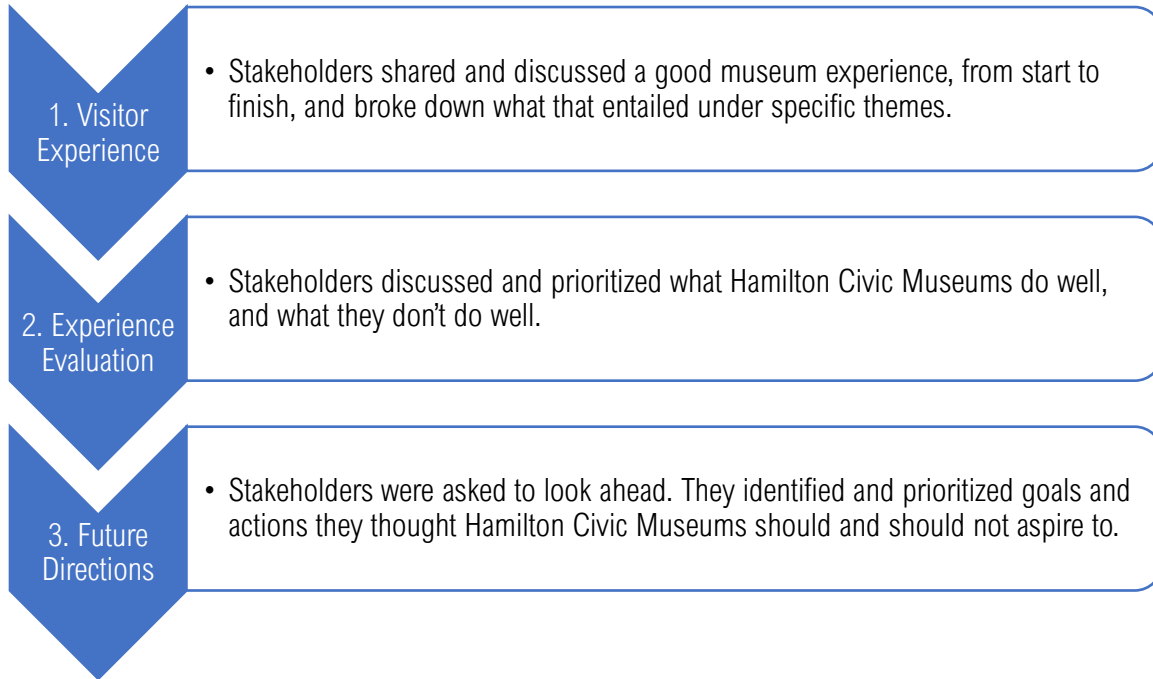 1. Visitor
Experience
• Stakeholders shared and discussed a good museum experience, from start to
finish, and broke down what that entailed under specific themes.
2. Experience
Evaluation
• Stakeholders discussed and prioritized what Hamilton Civic Museums do well,
and what they don’t do well.
3. Future
Directions
• Stakeholders were asked to look ahead. They identified and prioritized goals and
actions they thought Hamilton Civic Museums should and should not aspire to.